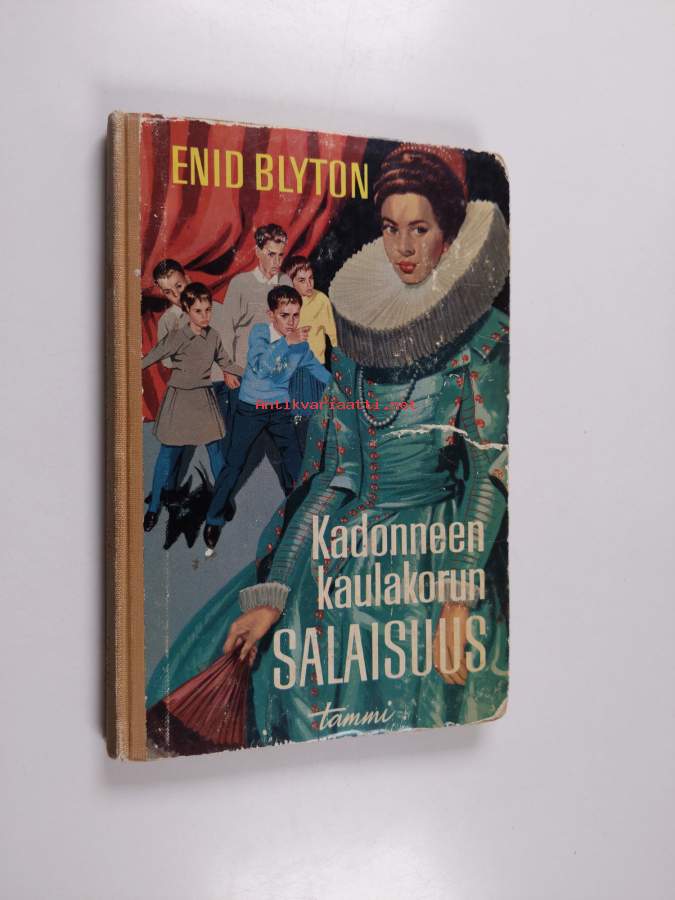 ENID BLYTON
Antikvariaatti.net
Kadonneen
kaulakorun
SALAISUUS
tammi